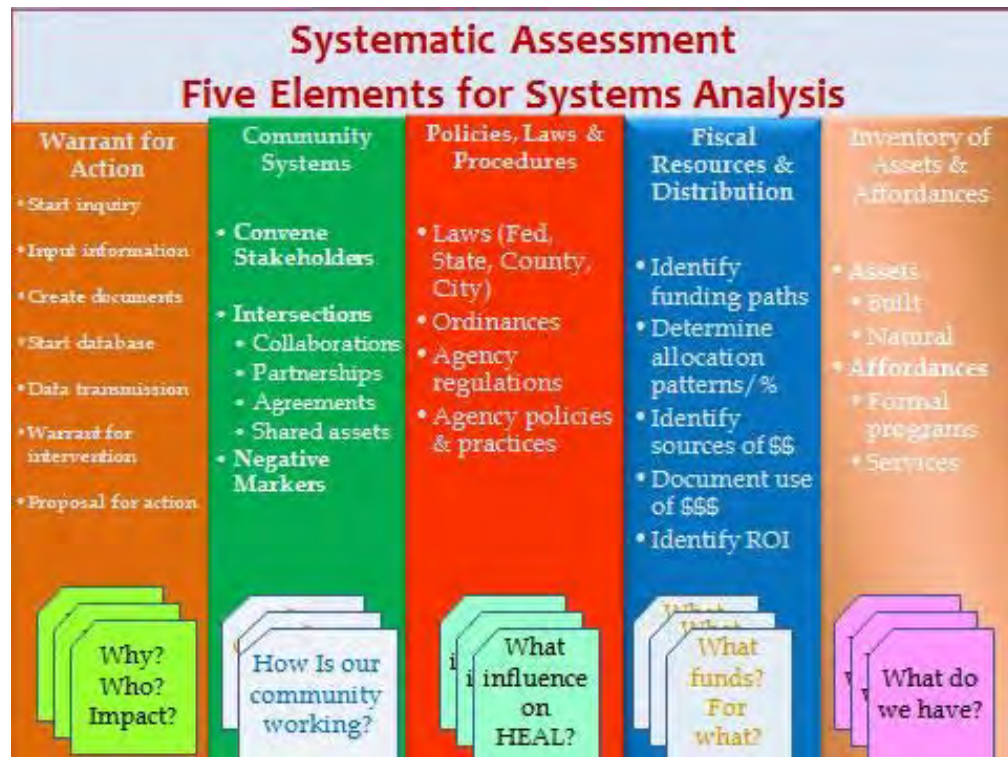 Systematic Assessment
Five Elements for Systems Analysis
Warrant for
Action
• Start inquiry
• Input information
• Create documents
• Start database
• Data transmission
• Warrant for
intervention
• Proposal for action
Why?
Who?
Impact?
Community
Systems
• Convene
Stakeholders
• Intersections
• Collaborations
• Partnerships
• Agreements
• Shared assets
• Negative
Markers
How Is our
community
working?
Policies, Laws &
Procedures
• Laws (Fed,
State, County,
City)
• Ordinances
• Agency
regulations
• Agency policies
& practices
What
influence
on
HEAL?
Fiscal
Resources &
Distribution
• Identify
funding paths
• Determine
allocation
patterns/%
• Identify
sources of $$
• Document use
of $$$
• Identify ROI
What
What
What
funds?
For
what?
Inventory of
Assets &
Affordances
• Assets
• Built
• Natural
• Affordances
• Formal
programs
• Services
What do
we have?